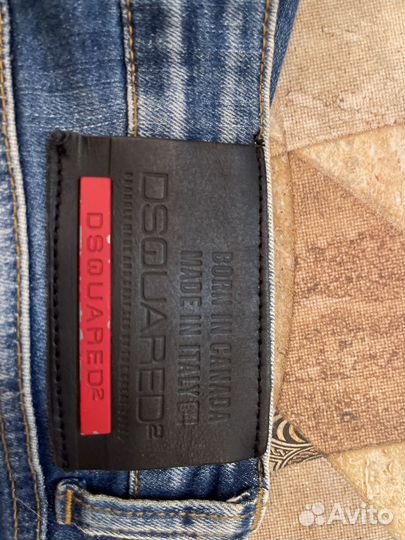 BORN IN CANADA
MADE IN ITALY
DSQUARED2
DSQUARED2
Avito